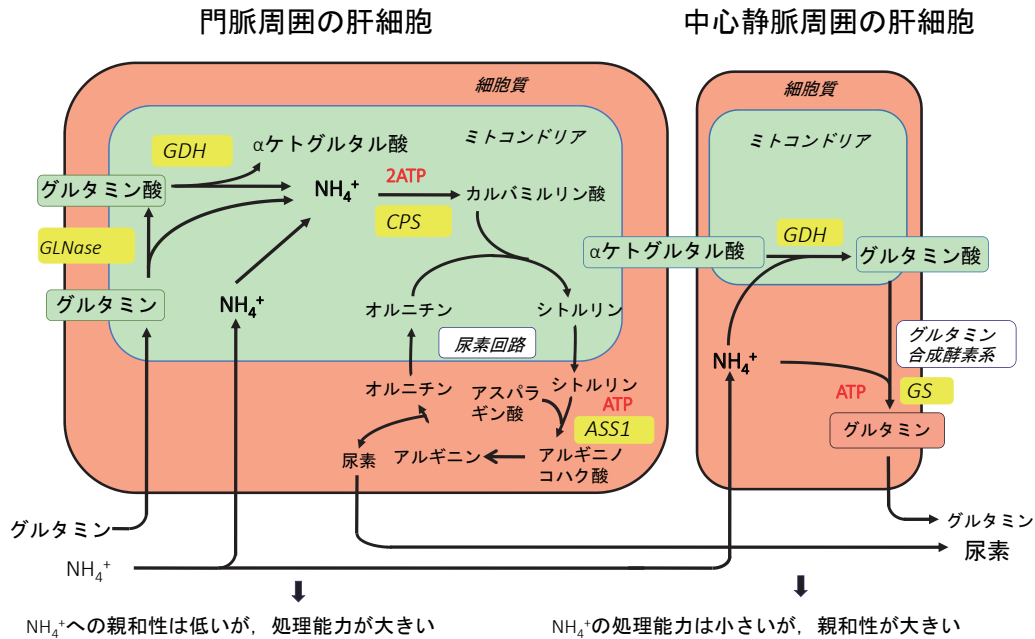 門脈周囲の肝細胞
中心静脈周囲の肝細胞
細胞質
ミトコンドリア
GDH
αケトグルタル酸
グルタミン酸
NH₄⁺
2ATP
カルバミルリン酸
CPS
GLNase
グルタミン
NH₄⁺
オルニチン
シトルリン
尿素回路
オルニチン
アスパラ
ギン酸
シトルリン
ATP
ASS1
尿素
アルギニン
アルギノ
コハク酸
細胞質
ミトコンドリア
αケトグルタル酸
GDH
グルタミン酸
グルタミン
合成酵素系
NH₄⁺
ATP
GS
グルタミン
グルタミン
NH₄⁺
グルタミン
尿素
NH₄⁺への親和性は低いが，処理能力が大きい
NH₄⁺の処理能力は小さいが，親和性が大きい